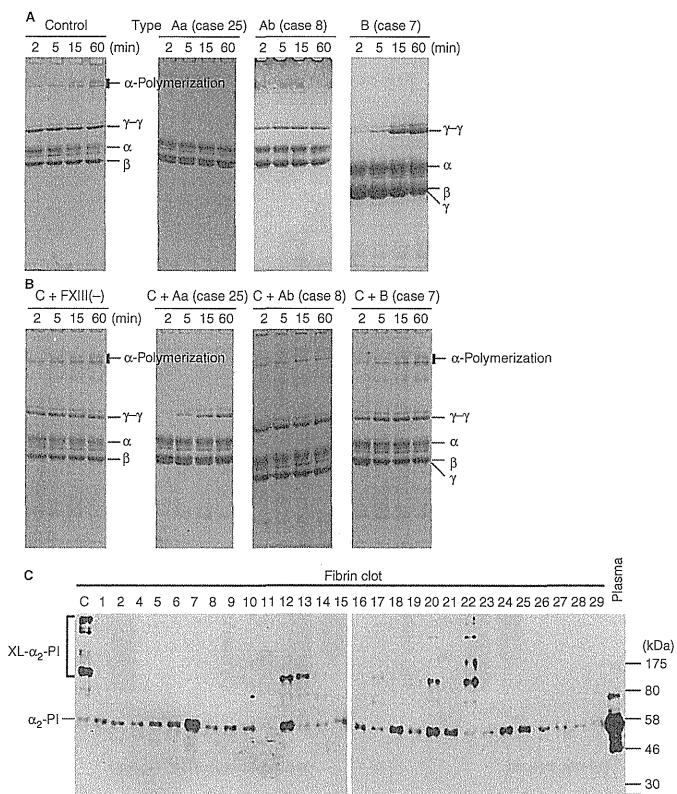 A
Control Type Aa (case 25) Ab (case 8) B (case 7)
2 5 15 60 (min) 2 5 15 60 2 5 15 60 2 5 15 60 (min)
α-Polymerization
γ–γ γ–γ
α α
β β
γ
B
C + FXIII(–) C + Aa (case 25) C + Ab (case 8) C + B (case 7)
2 5 15 60 (min) 2 5 15 60 2 5 15 60 2 5 15 60 (min)
α-Polymerization α-Polymerization
γ–γ γ–γ
α α
β β
γ
C
Fibrin clot
C 1 2 4 5 6 7 8 9 10 11 12 13 14 15 16 17 18 19 20 21 22 23 24 25 26 27 28 29 Plasma
(kDa)
XL-α₂-PI
175
80
α₂-PI
58
46
30